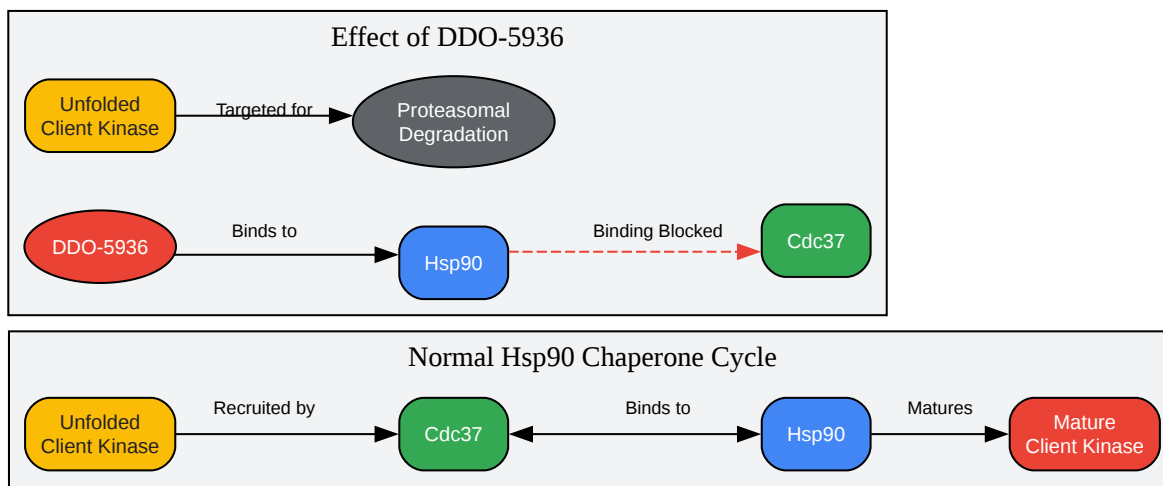 Effect of DDO-5936
Unfolded
Client Kinase
Targeted for
Proteasomal
Degradation
DDO-5936
Binds to
Hsp90
Binding Blocked
Cdc37
Normal Hsp90 Chaperone Cycle
Unfolded
Client Kinase
Recruited by
Cdc37
Binds to
Hsp90
Matures
Mature
Client Kinase